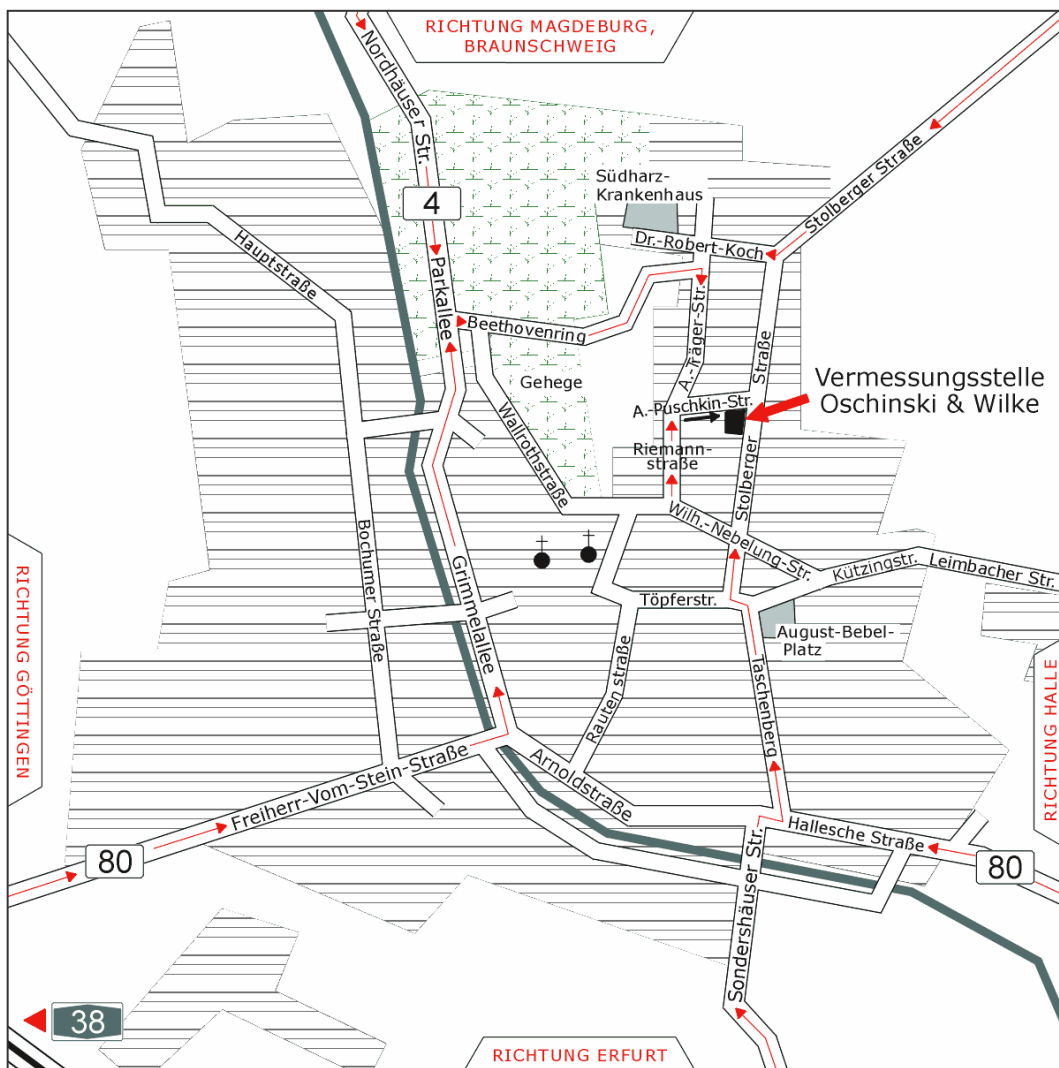 RICHTUNG MAGDEBURG,
BRAUNSCHWEIG
Nordhäuser Str.
4
Südharz-
Krankenhaus
Stolberger Straße
Dr.-Robert-Koch
Hauptstraße
Parkallee
Beethovenring
A.-Träger-Str.
Straße
Gehege
Vermessungsstelle
Oschinski & Wilke
A.-Puschkin-Str.
Wallrothstraße
Riemann-
straße
Stolberger
Wilh.-Nebelung-Str.
Bochumer Straße
Grimmelallee
Kützingstr.
Leimbacher Str.
Töpferstr.
August-Bebel-
Platz
RICHTUNG GÖTTINGEN
RICHTUNG HALLE
Rauten straße
Taschenberg
Freiherr-Vom-Stein-Straße
Arnoldstraße
Hallesche Straße
80
80
Sondershäuser Str.
38
RICHTUNG ERFURT